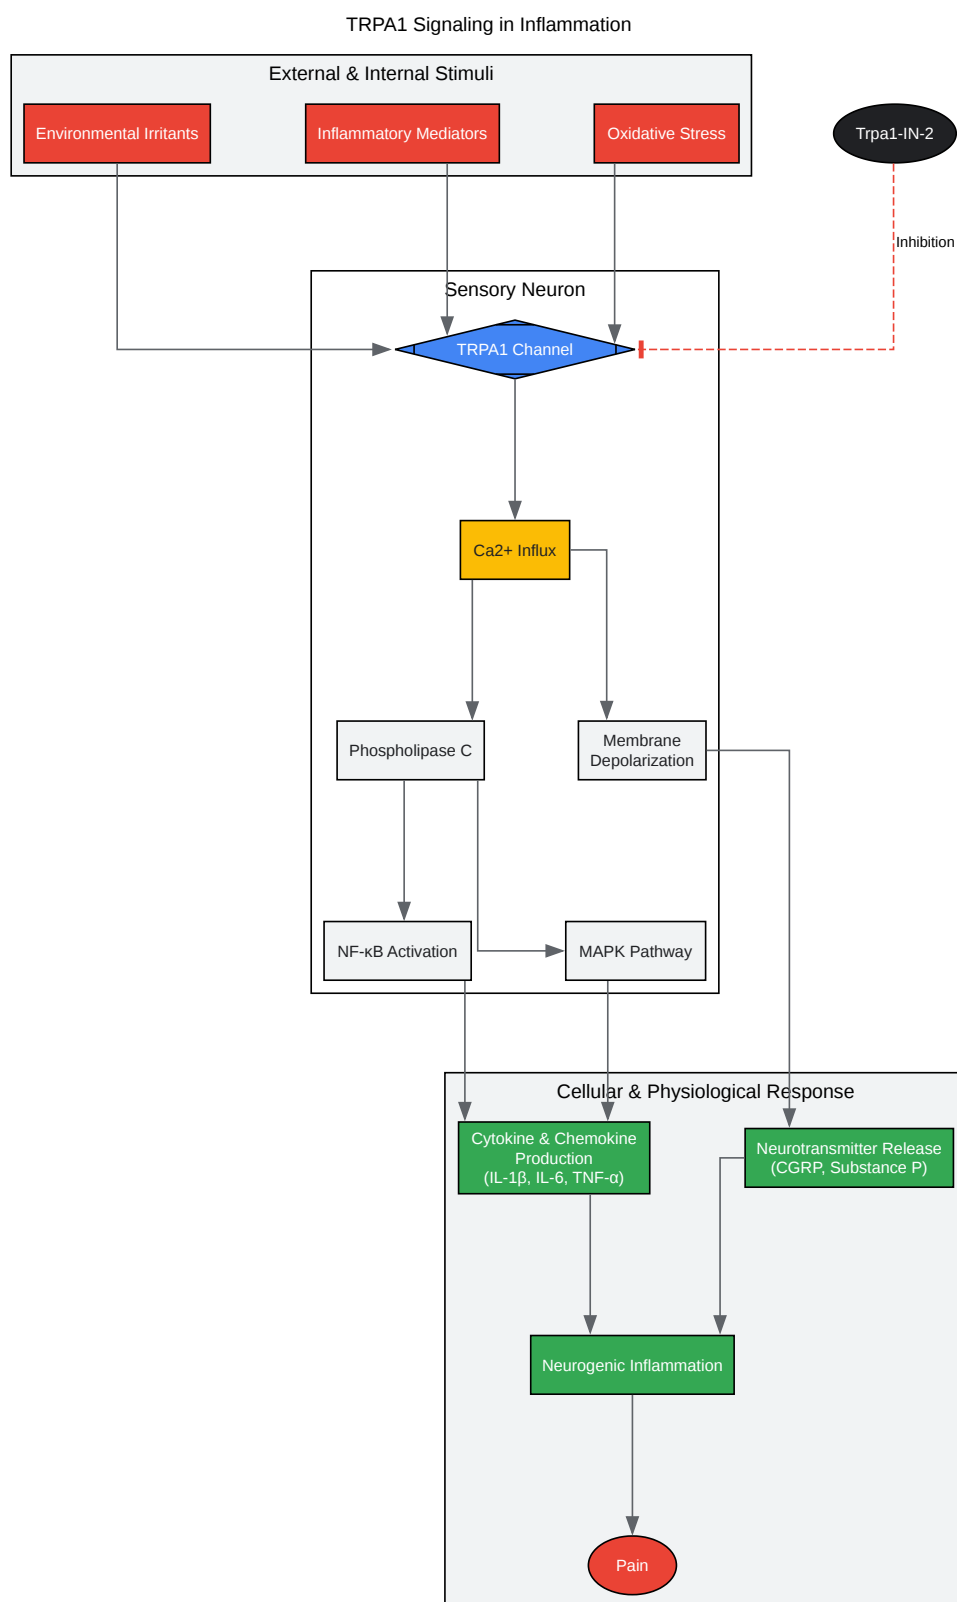 TRPA1 Signaling in Inflammation
External & Internal Stimuli
Environmental Irritants
Inflammatory Mediators
Oxidative Stress
Trpa1-IN-2
Inhibition
Sensory Neuron
TRPA1 Channel
Ca2+ Influx
Phospholipase C
Membrane
Depolarization
NF-κB Activation
MAPK Pathway
Cellular & Physiological Response
Cytokine & Chemokine
Production
(IL-1β, IL-6, TNF-α)
Neurotransmitter Release
(CGRP, Substance P)
Neurogenic Inflammation
Pain